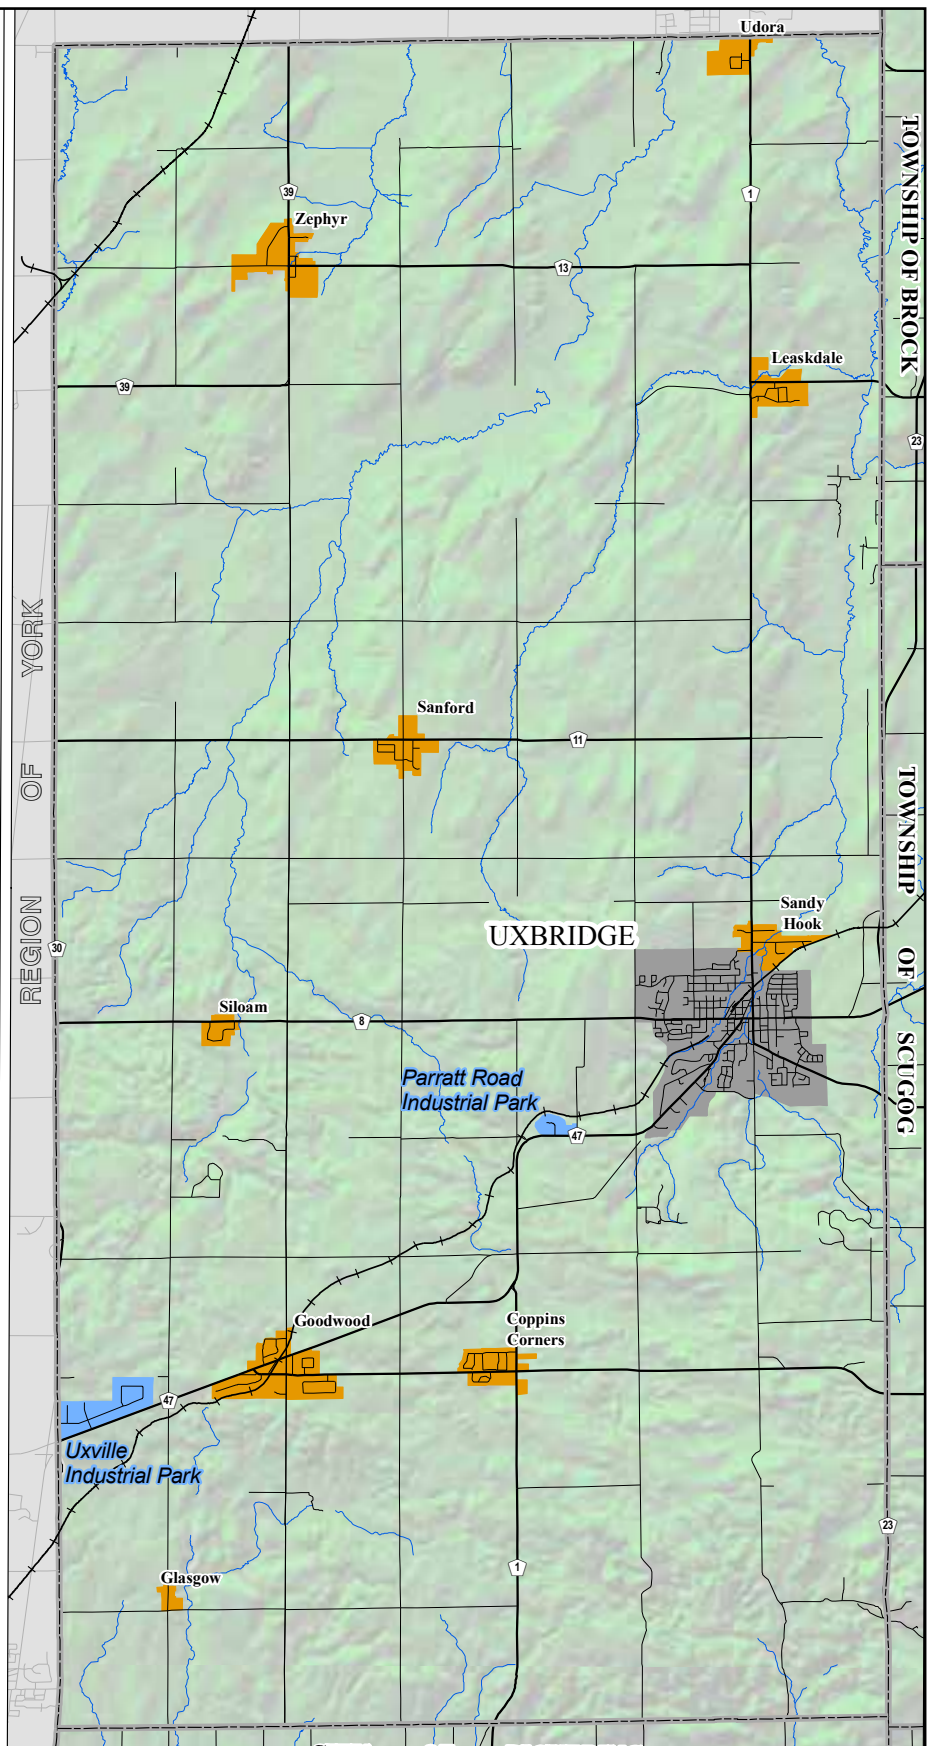 Udora
TOWNSHIP OF BROCK
39
1
Zephyr
13
Leaskdale
39
23
REGION OF YORK
Sanford
11
TOWNSHIP OF SCUGOG
Sandy
Hook
UXBRIDGE
30
Siloam
8
Parratt Road
Industrial Park
47
Goodwood
Coppins
Corners
47
Uxville
Industrial Park
23
1
Glasgow